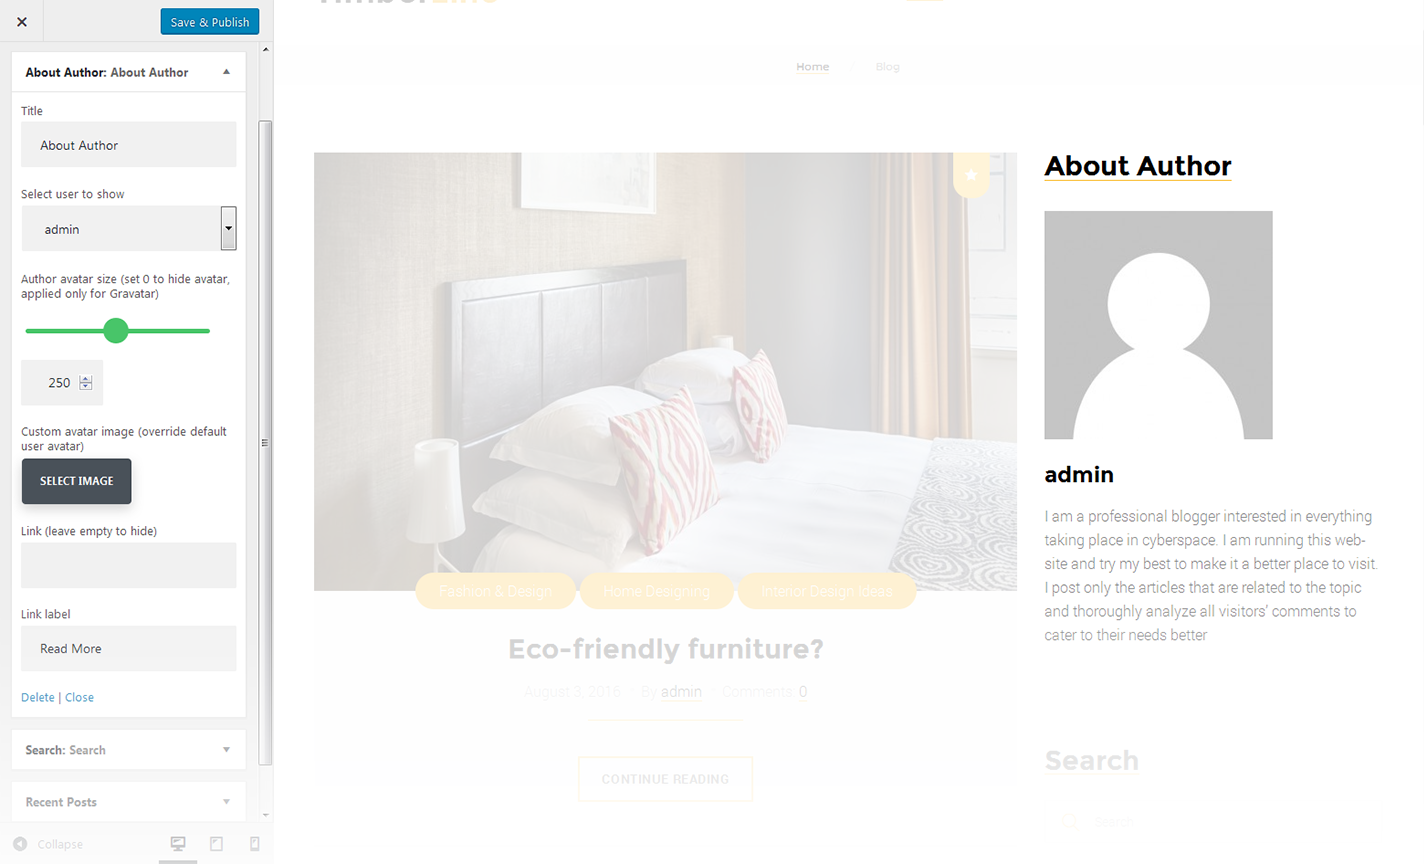 Save & Publish
About Author: About Author
Title
About Author
Select user to show
admin
Author avatar size (set 0 to hide avatar,
applied only for Gravatar)
250
Custom avatar image (override default
user avatar)
SELECT IMAGE
Link (leave empty to hide)
Link label
Read More
Delete | Close
Search: Search
Recent Posts
Collapse
Home
Blog
Fashion & Design
Home Designing
Interior Design Ideas
Eco-friendly furniture?
August 3, 2015
By admin
Comments: 0
CONTINUE READING
About Author
admin
I am a professional blogger interested in everything
taking place in cyberspace. I am running this web-
site and try my best to make it a better place to visit.
I post only the articles that are related to the topic
and thoroughly analyze all visitors' comments to
cater to their needs better
Search
Search